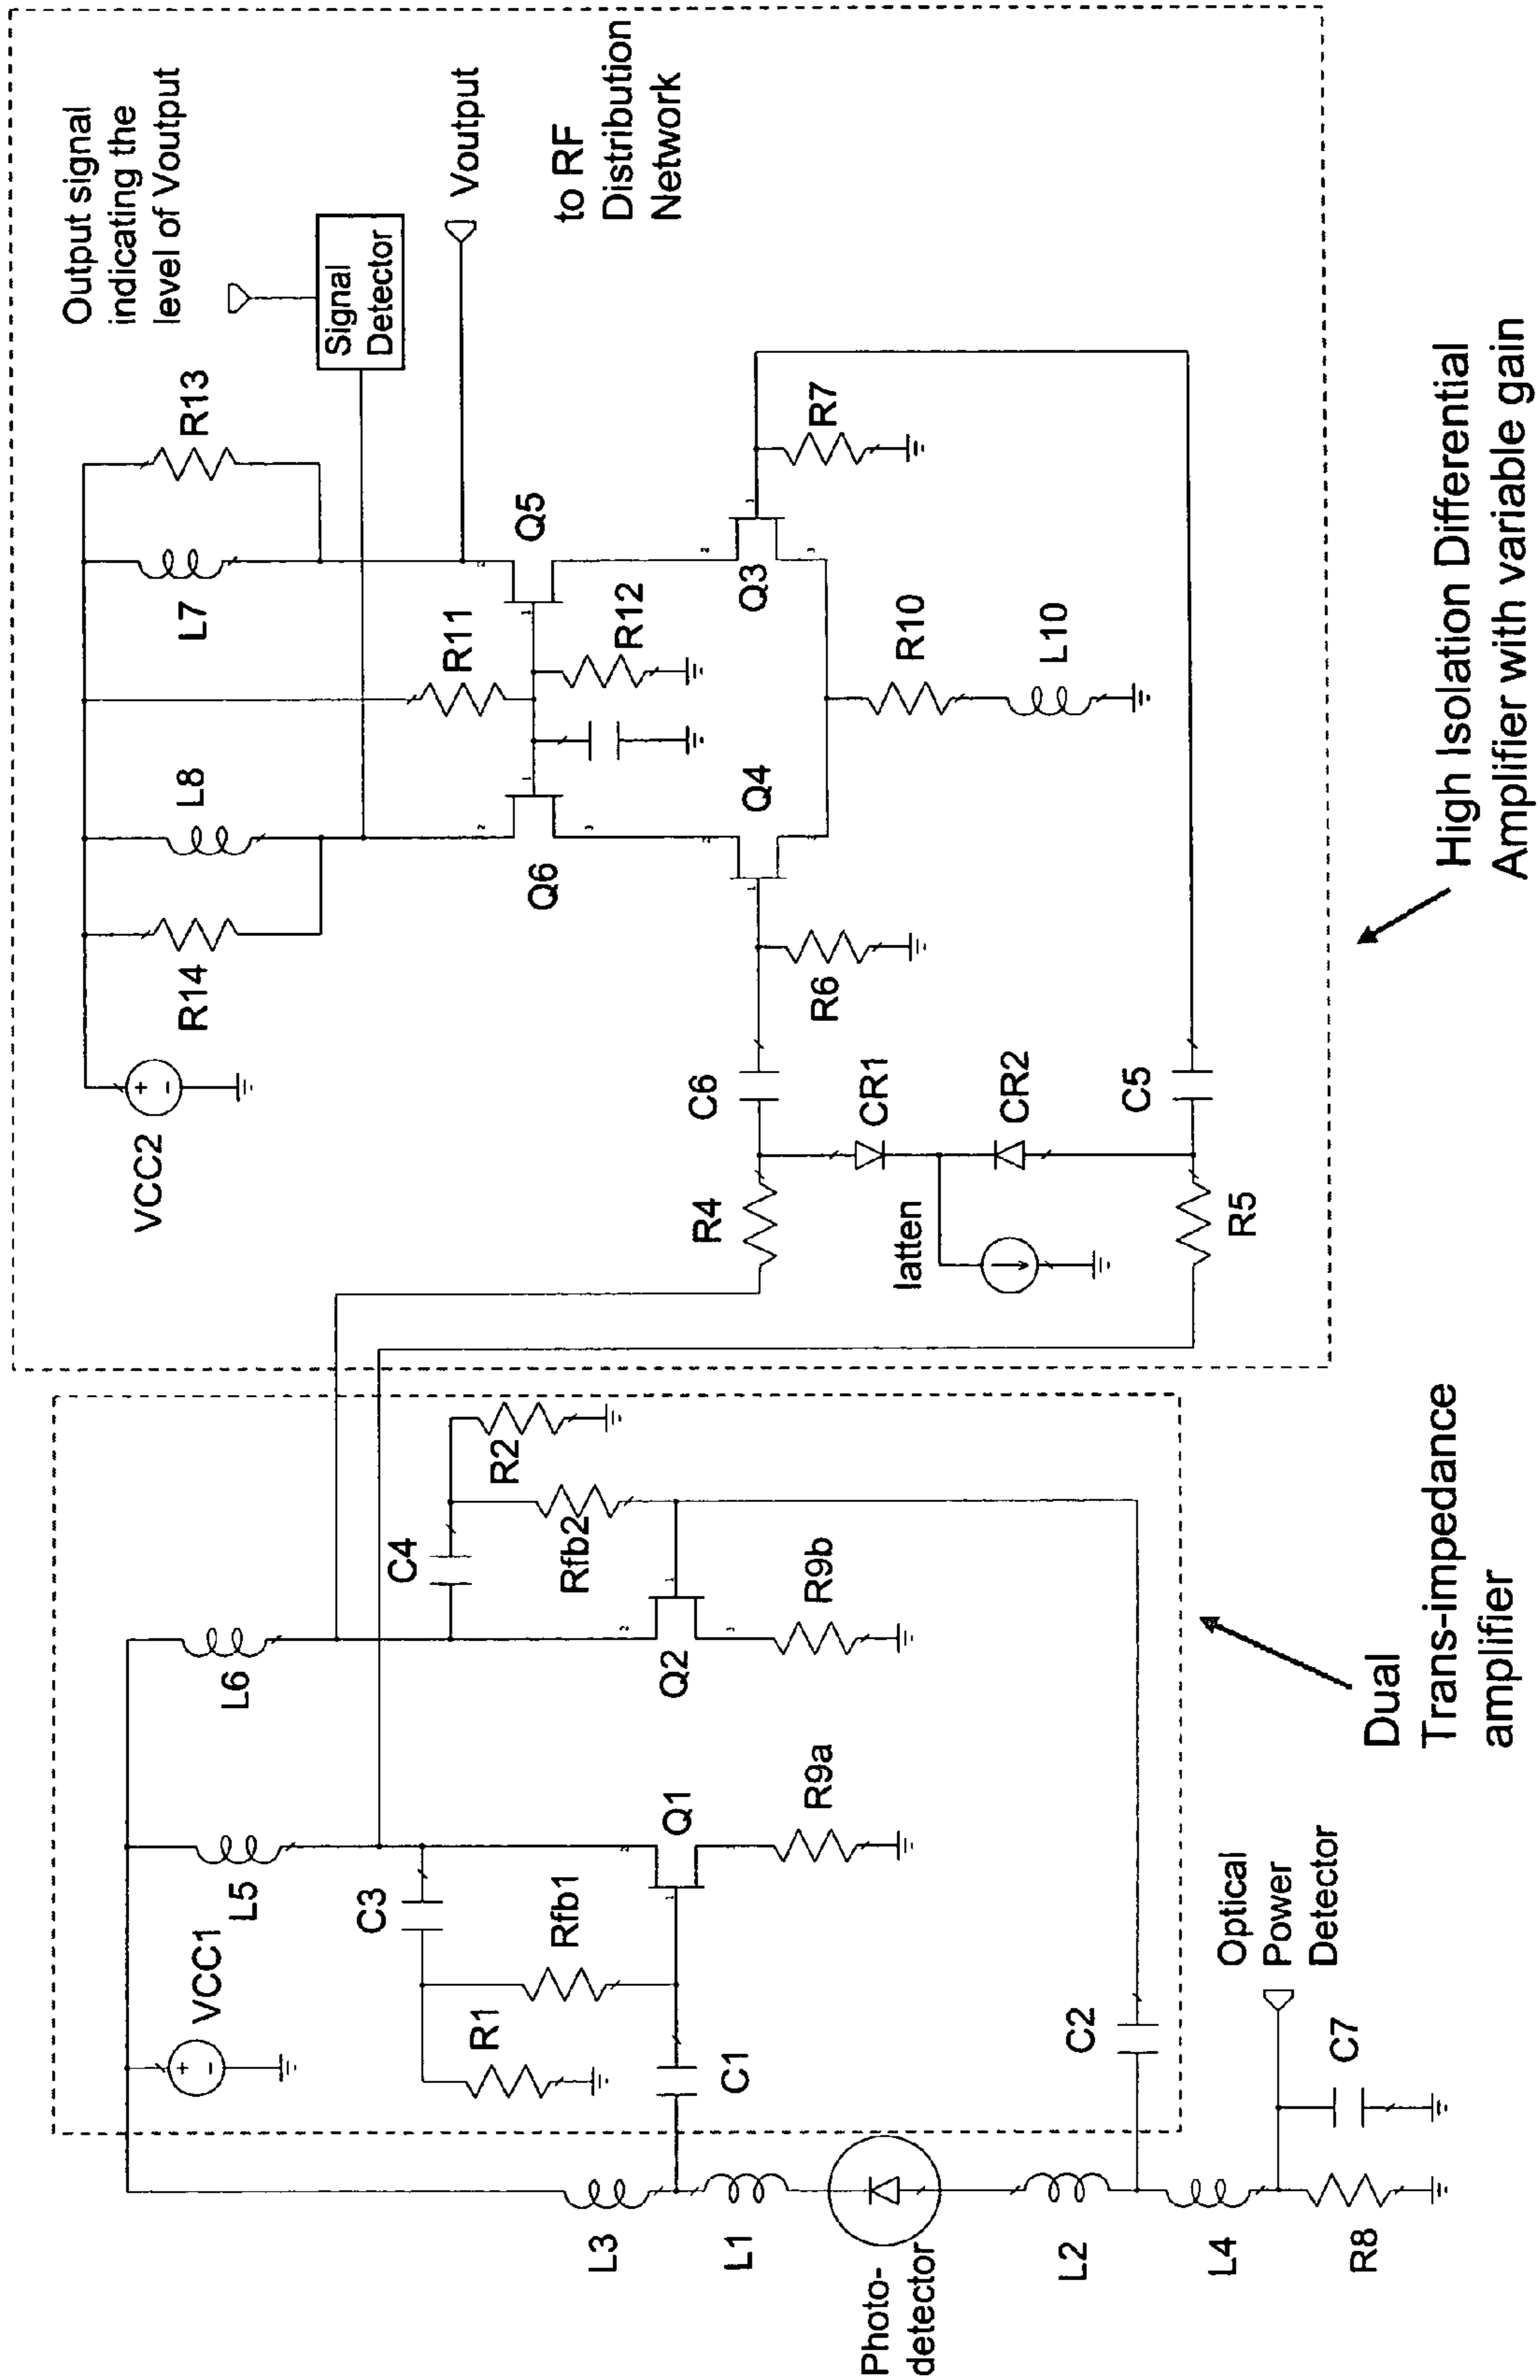 Output signal
indicating the
level of Voutput
Signal
Detector
Voutput
to RF
Distribution
Network
VCC2
R14
L8
R11
L7
R13
Q6
Q5
R12
Q4
Q3
R7
R6
R10
L10
C6
CR1
CR2
C5
R4
Iatten
R5
High Isolation Differential
Amplifier with variable gain
VCC1
L5
L6
C3
C4
R2
Rfb1
Rfb2
R1
Q1
Q2
R9a
R9b
C1
C2
L3
L1
Photo-
detector
L2
L4
R8
C7
Optical
Power
Detector
Dual
Trans-impedance
amplifier